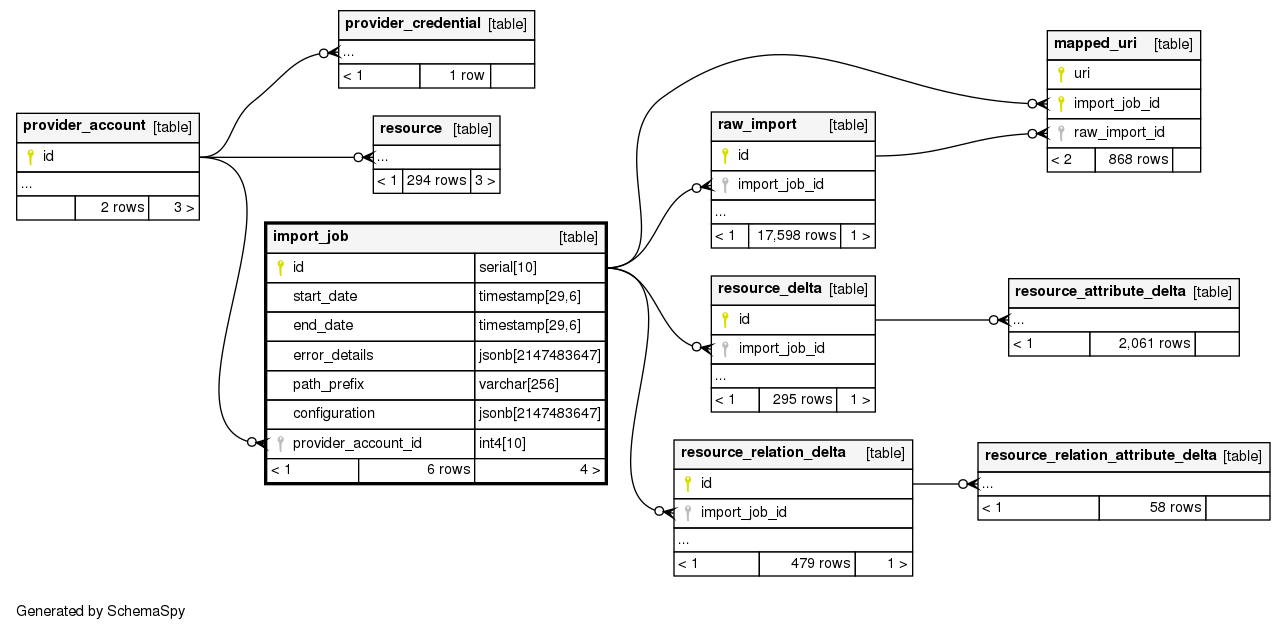 provider_credential [table]
...
< 1 1 row
provider_account [table]
id
...
2 rows 3 >
resource [table]
...
< 1 294 rows 3 >
import_job [table]
id serial[10]
start_date timestamp[29,6]
end_date timestamp[29,6]
error_details jsonb[2147483647]
path_prefix varchar[256]
configuration jsonb[2147483647]
provider_account_id int4[10]
< 1 6 rows 4 >
raw_import [table]
id
import_job_id
...
< 1 17,598 rows 1 >
mapped_uri [table]
uri
import_job_id
raw_import_id
< 2 868 rows
resource_delta [table]
id
import_job_id
...
< 1 295 rows 1 >
resource_attribute_delta [table]
...
< 1 2,061 rows
resource_relation_delta [table]
id
import_job_id
...
< 1 479 rows 1 >
resource_relation_attribute_delta [table]
...
< 1 58 rows
Generated by SchemaSpy